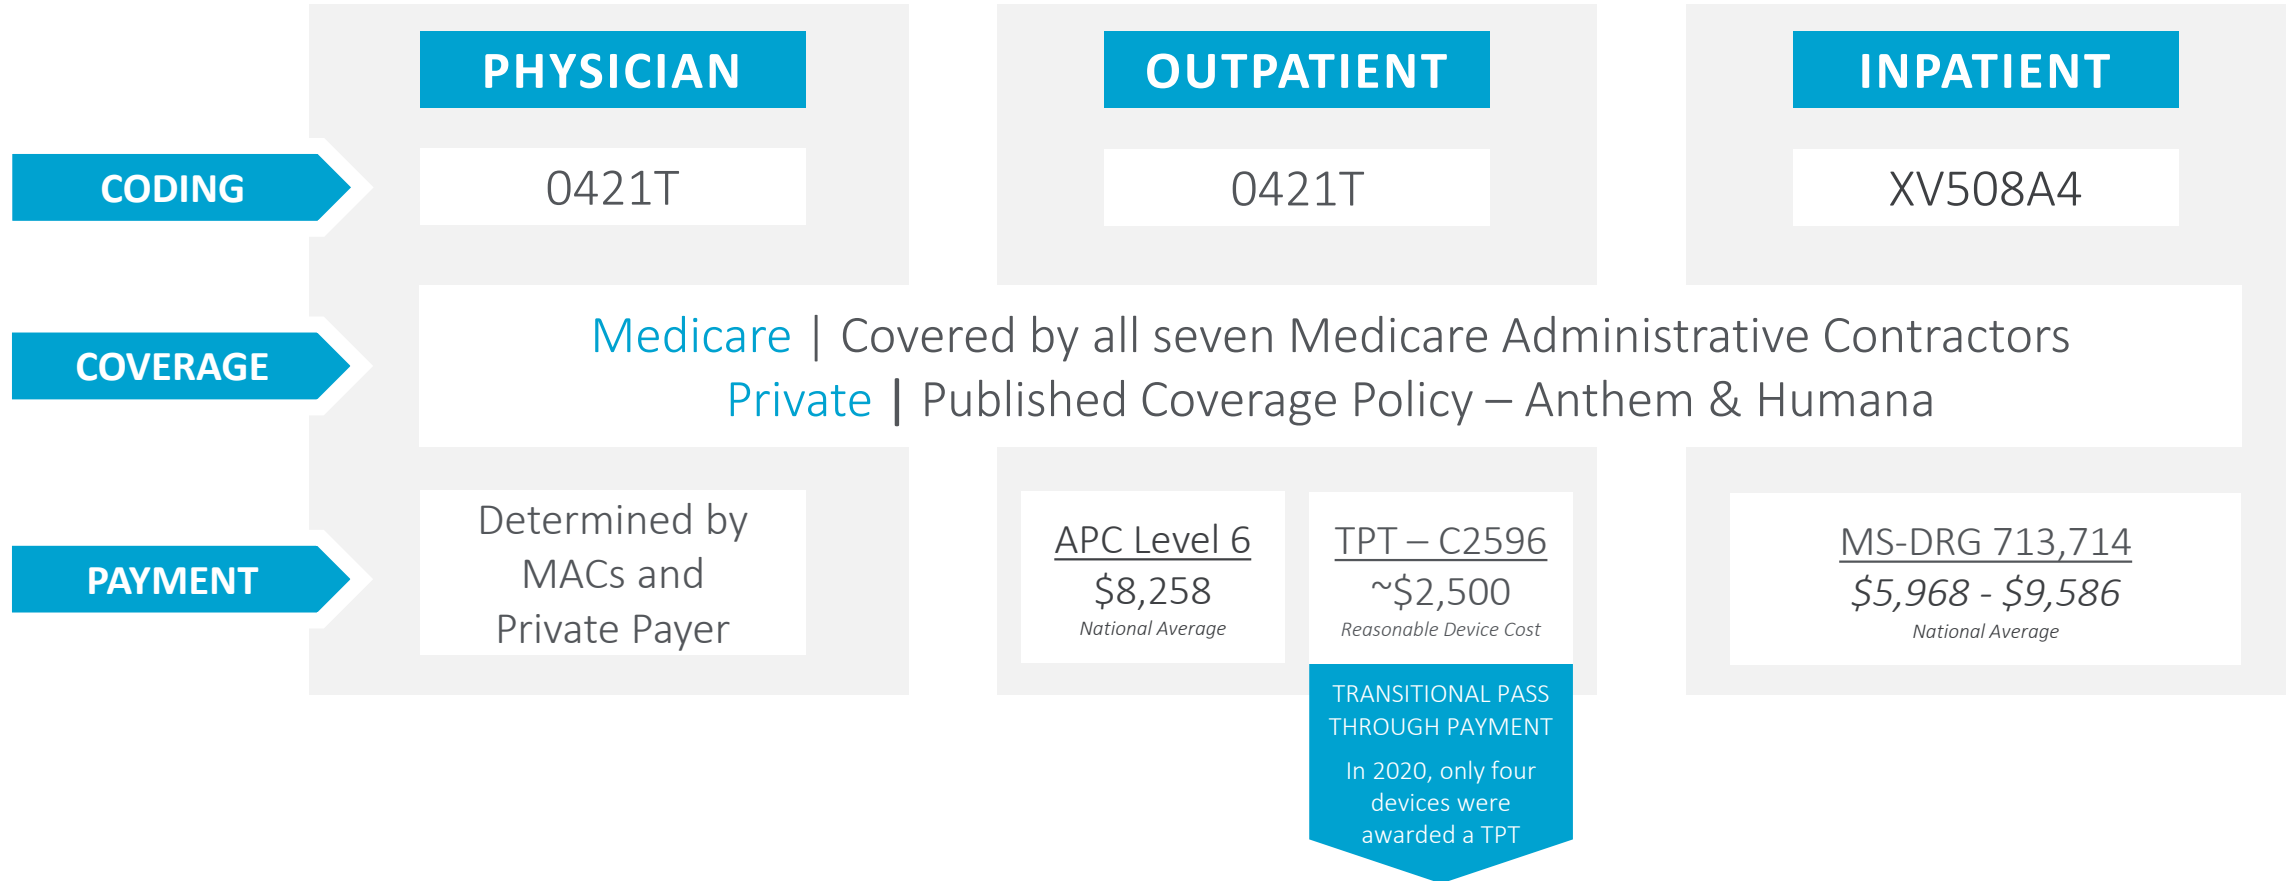 PHYSICIAN
OUTPATIENT
INPATIENT
CODING
0421T
0421T
XV508A4
COVERAGE
Medicare | Covered by all seven Medicare Administrative Contractors
Private | Published Coverage Policy – Anthem & Humana
PAYMENT
Determined by
MACs and
Private Payer
APC Level 6
$8,258
National Average
TPT – C2596
~$2,500
Reasonable Device Cost
TRANSITIONAL PASS
THROUGH PAYMENT
In 2020, only four
devices were
awarded a TPT
MS-DRG 713,714
$5,968 - $9,586
National Average